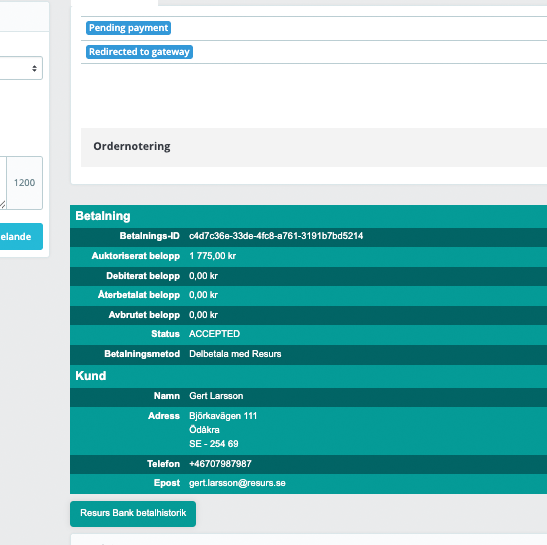 Pending payment
Redirected to gateway
Ordernotering
1200
elande
Betalning
Betalnings-ID c4d7c36e-33de-4fc8-a761-3191b7bd5214
Auktoriserat belopp 1 775,00 kr
Debiterat belopp 0,00 kr
Återbetalat belopp 0,00 kr
Avbrutet belopp 0,00 kr
Status ACCEPTED
Betalningsmetod Delbetala med Resurs
Kund
Namn Gert Larsson
Adress Björkavägen 111
Ödåkra
SE - 254 69
Telefon +46707987987
Epost gert.larsson@resurs.se
Resurs Bank betalhistorik